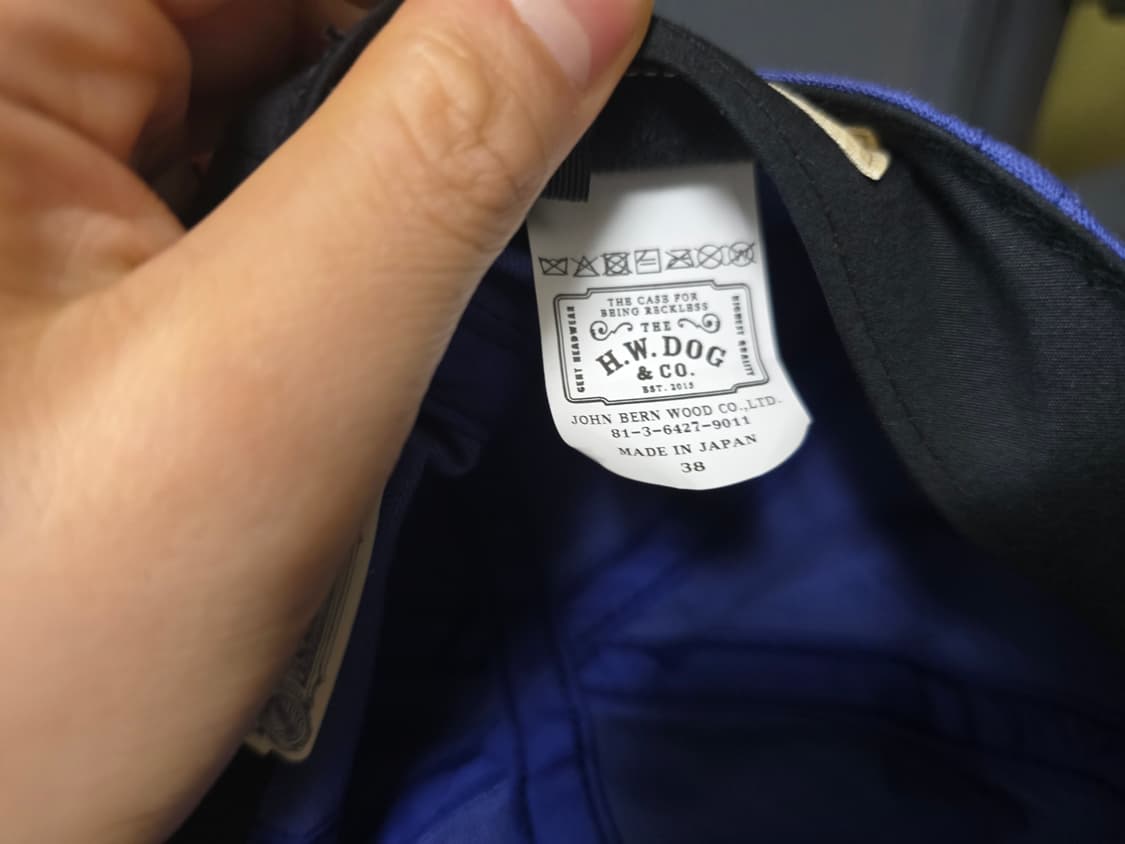 THE CASE FOR
BEING RECKLESS
GENT HEADWEAR
HIGHEST QUALITY
THE
H.W.DOG
& CO.
EST. 2015
JOHN BERN WOOD CO.,LTD.
81-3-6427-9011
MADE IN JAPAN
38